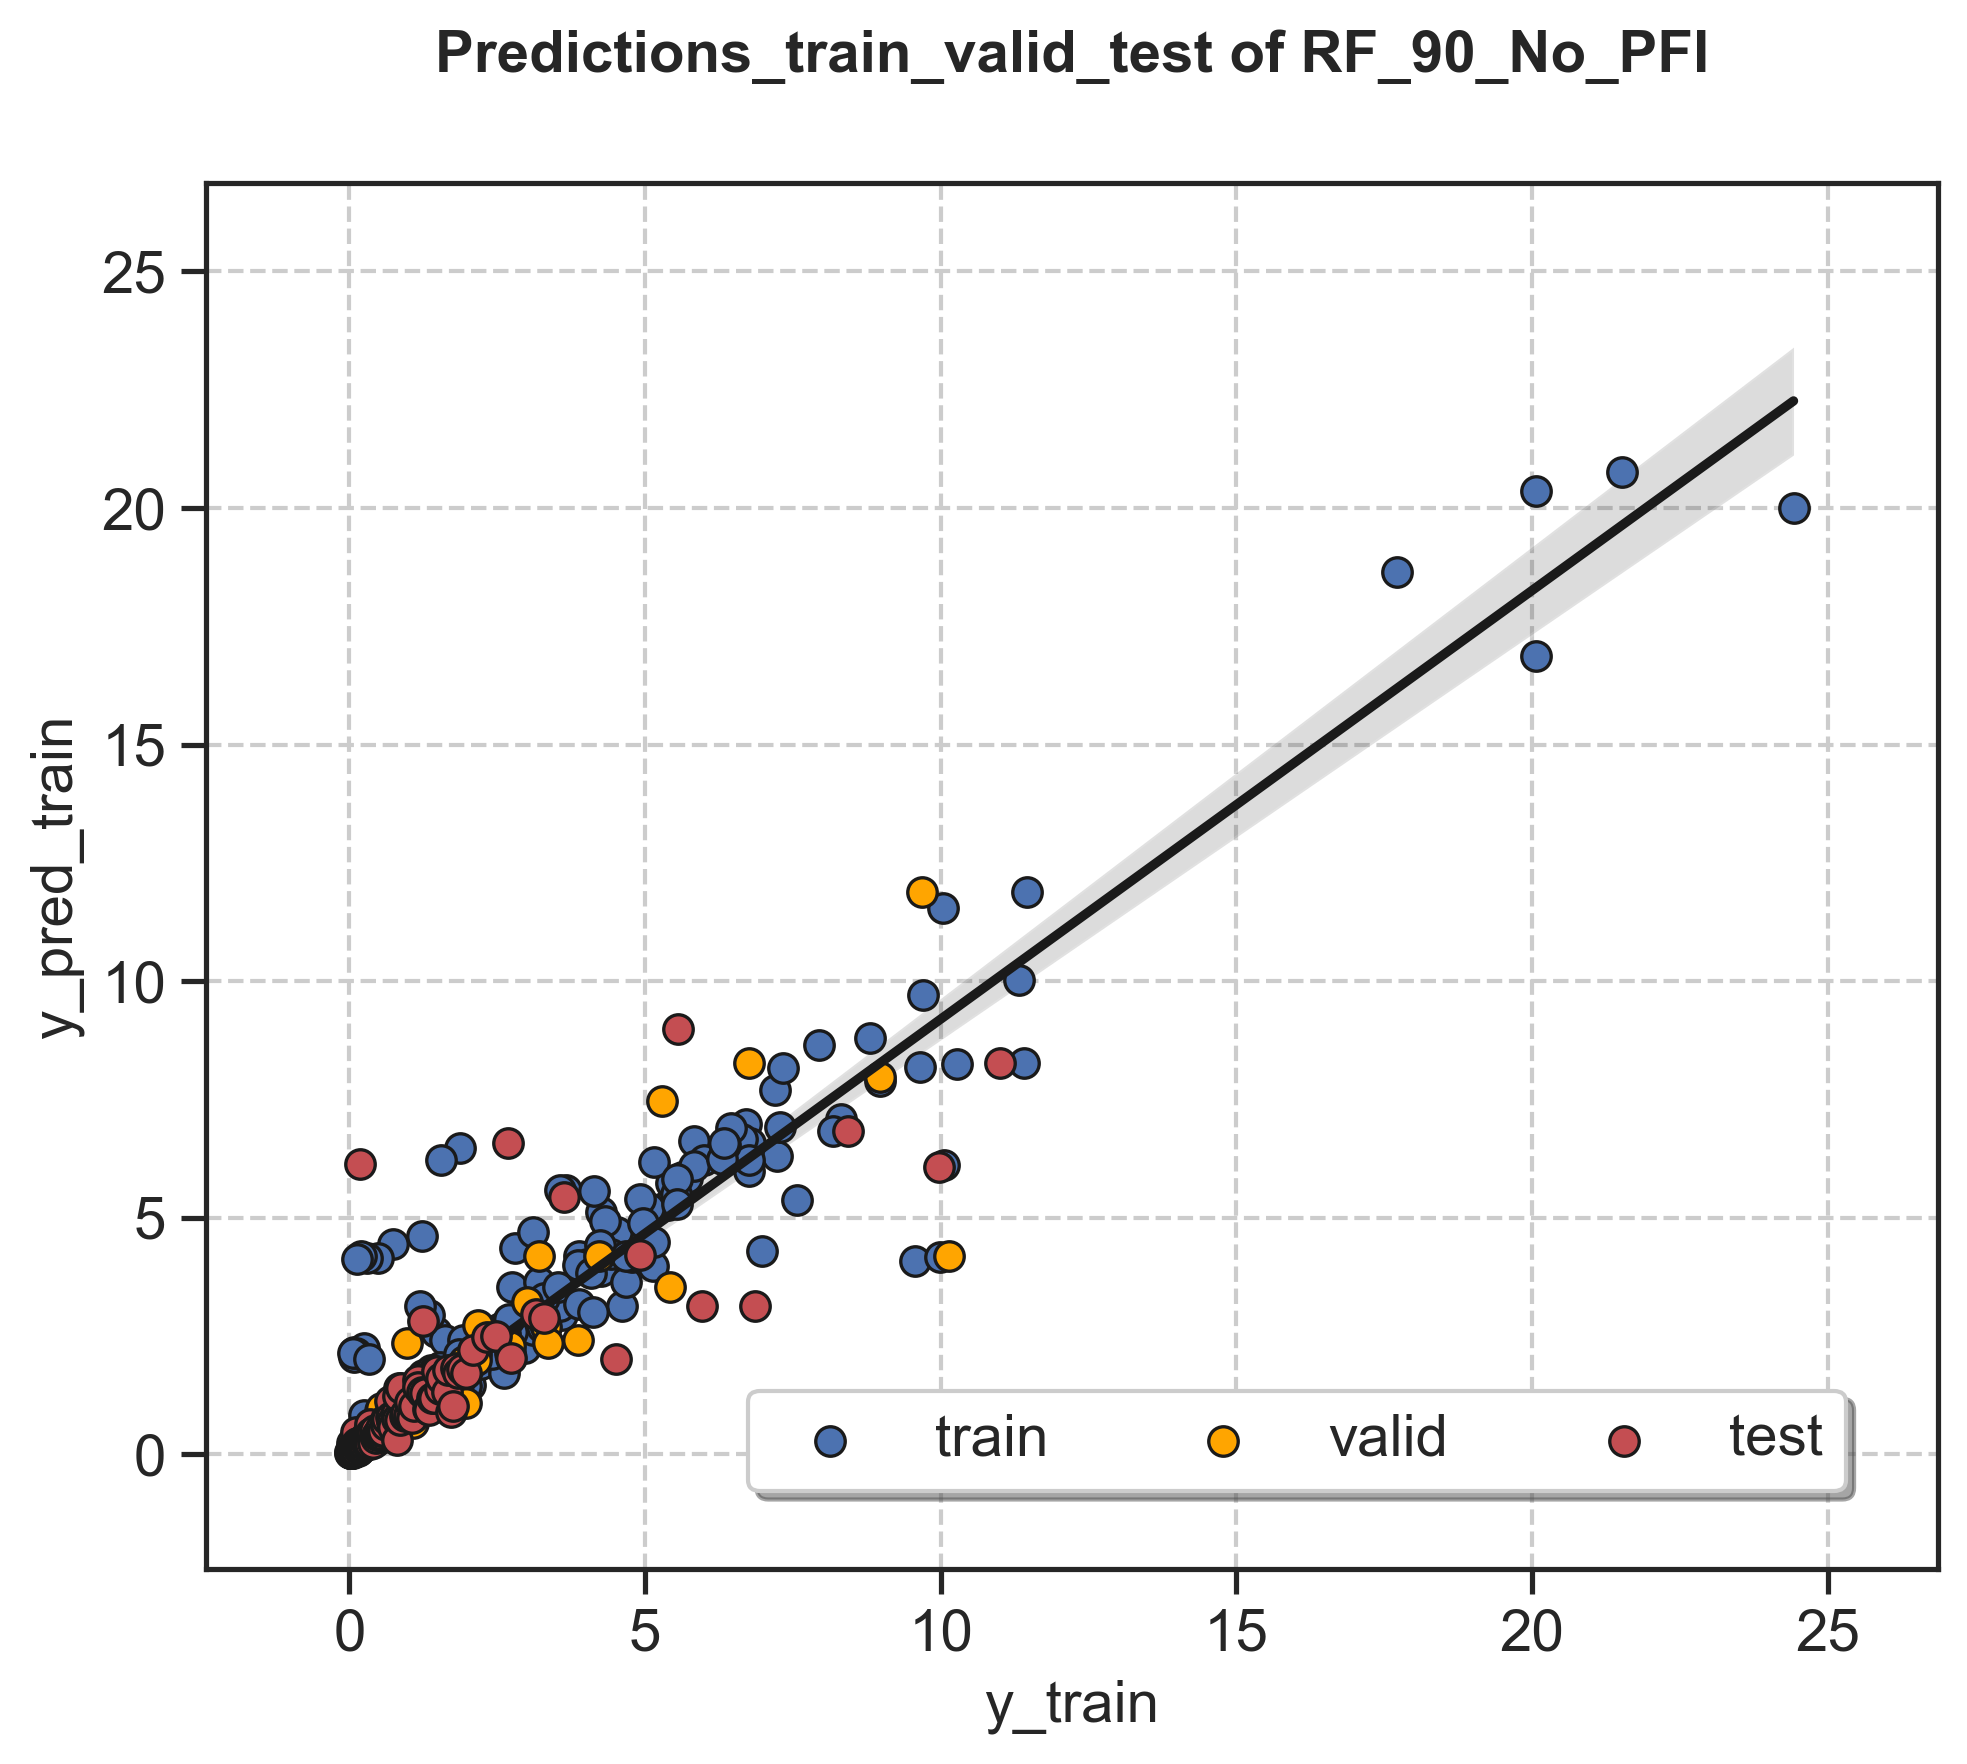 Predictions_train_valid_test of RF_90_No_PFI
25
20
15
10
5
0
y_pred_train
train valid test
0 5 10 15 20 25
y_train